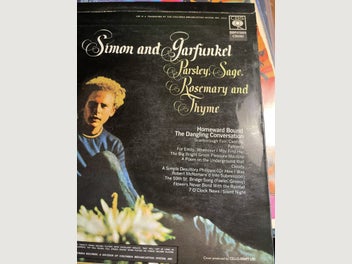 CBS
Simon and Garfunkel
Parsley, Sage,
Rosemary and
Thyme
Homeward Bound
The Dangling Conversation
Scarborough Fair/Canticle
Patterns
For Emily, Whenever I May Find Her
The Big Bright Green Pleasure Machine
A Poem on the Underground Wall
Cloudy
A Simple Desultory Philippic (Or How I Was
Robert McNamara'd Into Submission)
The 59th St. Bridge Song (Feelin' Groovy)
Flowers Never Bend With the Rainfall
7 O'Clock News / Silent Night